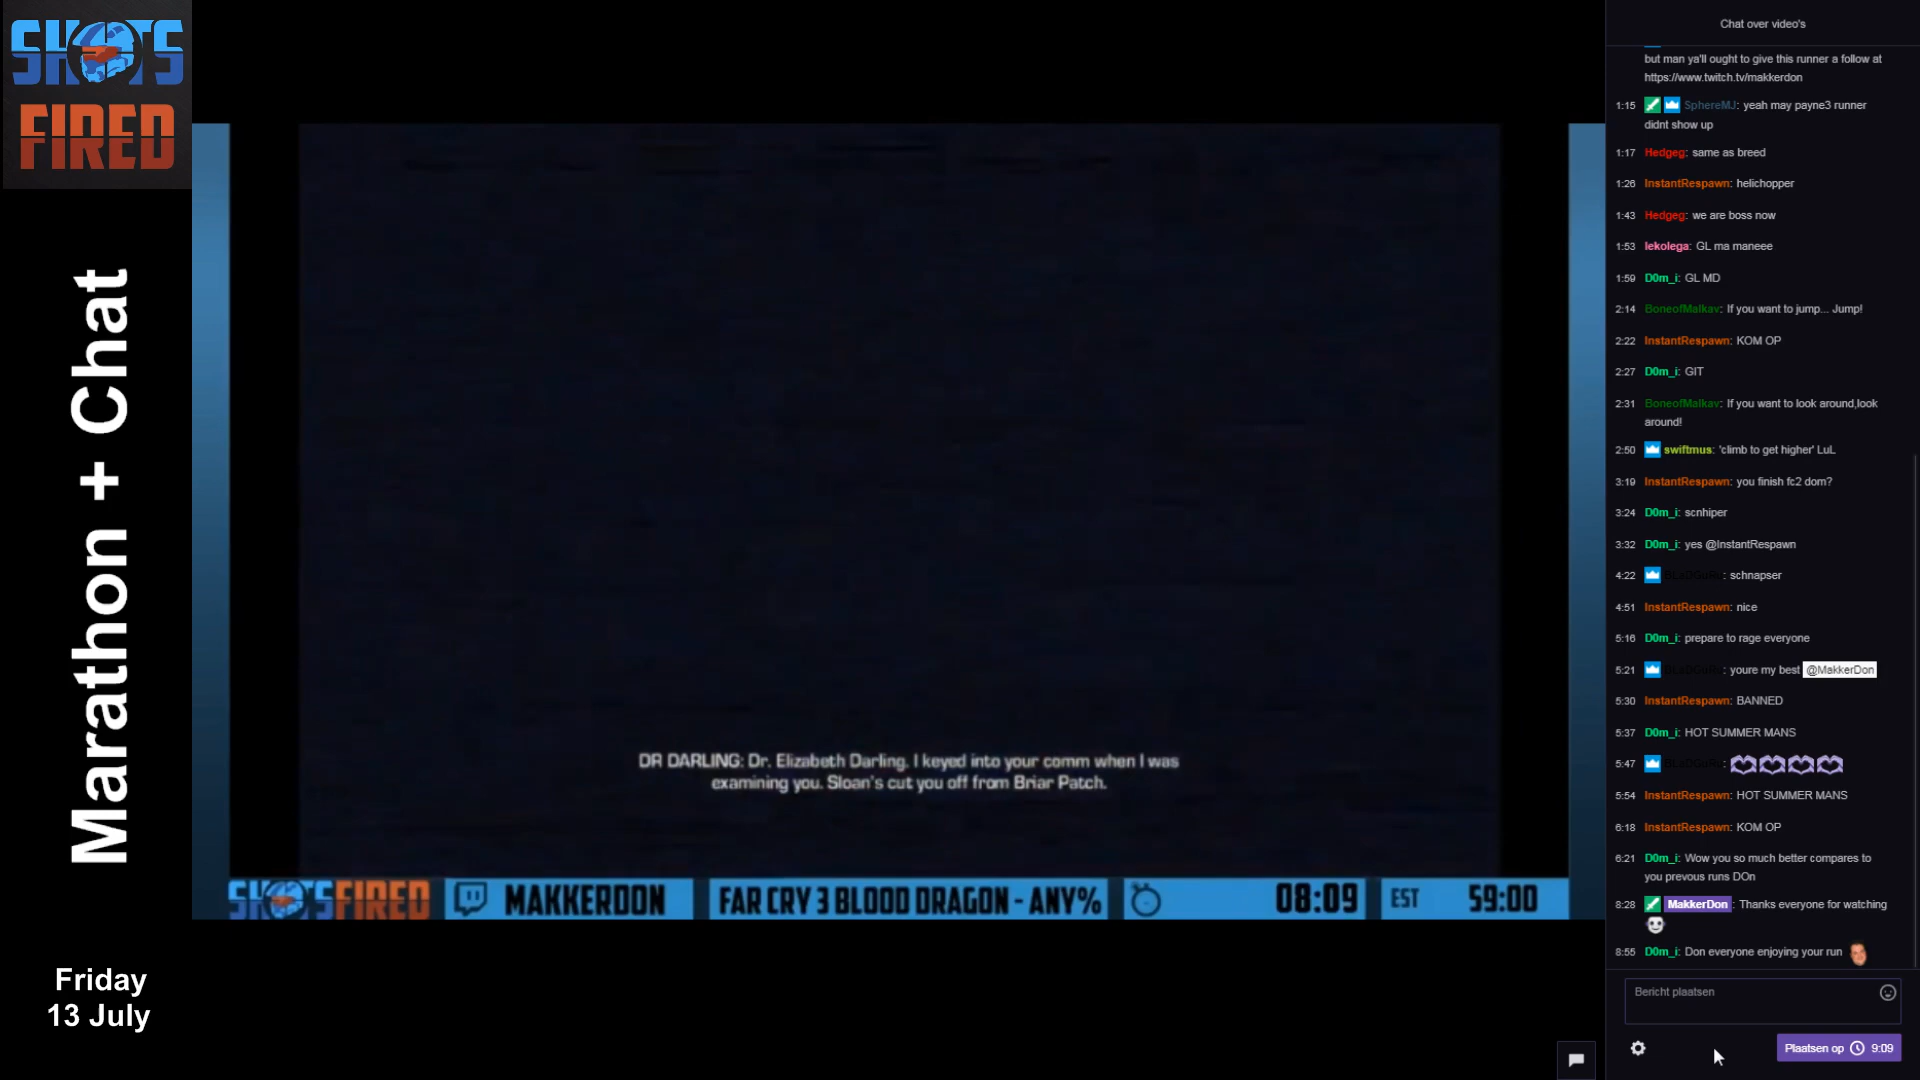 SHOTS
FIRED
Marathon + Chat
Friday
13 July
DR DARLING: Dr. Elizabeth Darling. I keyed into your comm when I was
examining you. Sloan's cut you off from Briar Patch.
SHOTSFIRED MAKKERDON FAR CRY 3 BLOOD DRAGON - ANY% 08:09 EST 59:00
Chat over video's
but man ya'll ought to give this runner a follow at
https://www.twitch.tv/makkerdon
1:15 SphereMJ: yeah may payne3 runner
didnt show up
1:17 Hedgeg: same as breed
1:26 InstantRespawn: helichopper
1:43 Hedgeg: we are boss now
1:53 lekolega: GL ma maneee
1:59 D0m_i: GL MD
2:14 BoneofMalkav: If you want to jump... Jump!
2:22 InstantRespawn: KOM OP
2:27 D0m_i: GIT
2:31 BoneofMalkav: If you want to look around,look
around!
2:50 swiftmus: 'climb to get higher' LuL
3:19 InstantRespawn: you finish fc2 dom?
3:24 D0m_i: scnhiper
3:32 D0m_i: yes @InstantRespawn
4:22 : schnapser
4:51 InstantRespawn: nice
5:16 D0m_i: prepare to rage everyone
5:21 : youre my best @MakkerDon
5:30 InstantRespawn: BANNED
5:37 D0m_i: HOT SUMMER MANS
5:47 :
5:54 InstantRespawn: HOT SUMMER MANS
6:18 InstantRespawn: KOM OP
6:21 D0m_i: Wow you so much better compares to
you prevous runs DOn
8:28 MakkerDon: Thanks everyone for watching
8:55 D0m_i: Don everyone enjoying your run
Bericht plaatsen
Plaatsen op 9:09